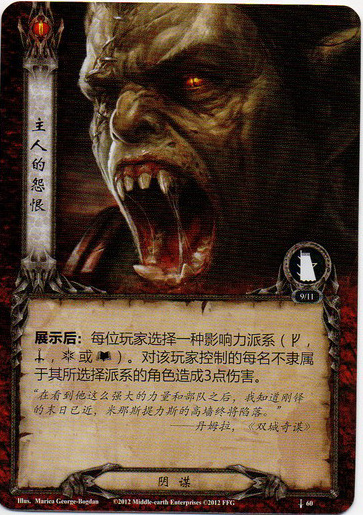 主人的怨恨
9/11
展示后：每位玩家选择一种影响力派系（ , , 或 ）。对该玩家控制的每名不隶属
于其所选择派系的角色造成3点伤害。
“在看到他这么强大的力量和部队之后，我知道刚铎
的末日已近，米那斯提力斯的高墙终将陷落。”
——丹姆拉，《双城奇谋》
阴谋
Illus. Marica George-Bogdan ©2012 Middle-earth Enterprises ©2012 FFG
60